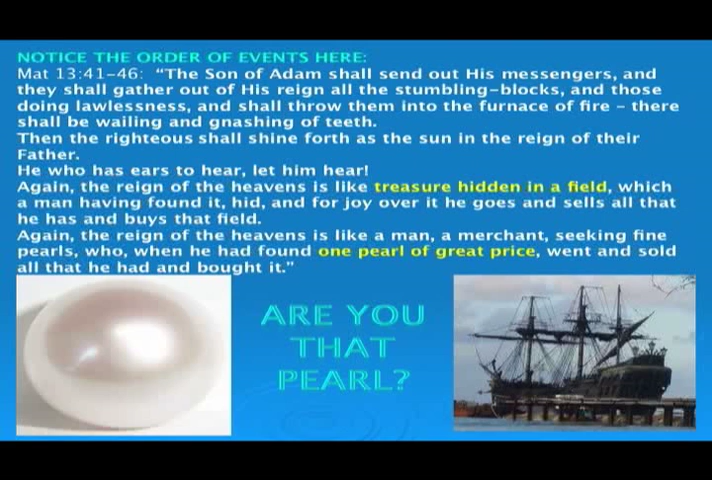 NOTICE THE ORDER OF EVENTS HERE:
Mat 13:41-46: “The Son of Adam shall send out His messengers, and
they shall gather out of His reign all the stumbling-blocks, and those
doing lawlessness, and shall throw them into the furnace of fire – there
shall be wailing and gnashing of teeth.
Then the righteous shall shine forth as the sun in the reign of their
Father.
He who has ears to hear, let him hear!
Again, the reign of the heavens is like treasure hidden in a field, which
a man having found it, hid, and for joy over it he goes and sells all that
he has and buys that field.
Again, the reign of the heavens is like a man, a merchant, seeking fine
pearls, who, when he had found one pearl of great price, went and sold
all that he had and bought it.”
ARE YOU
THAT
PEARL?